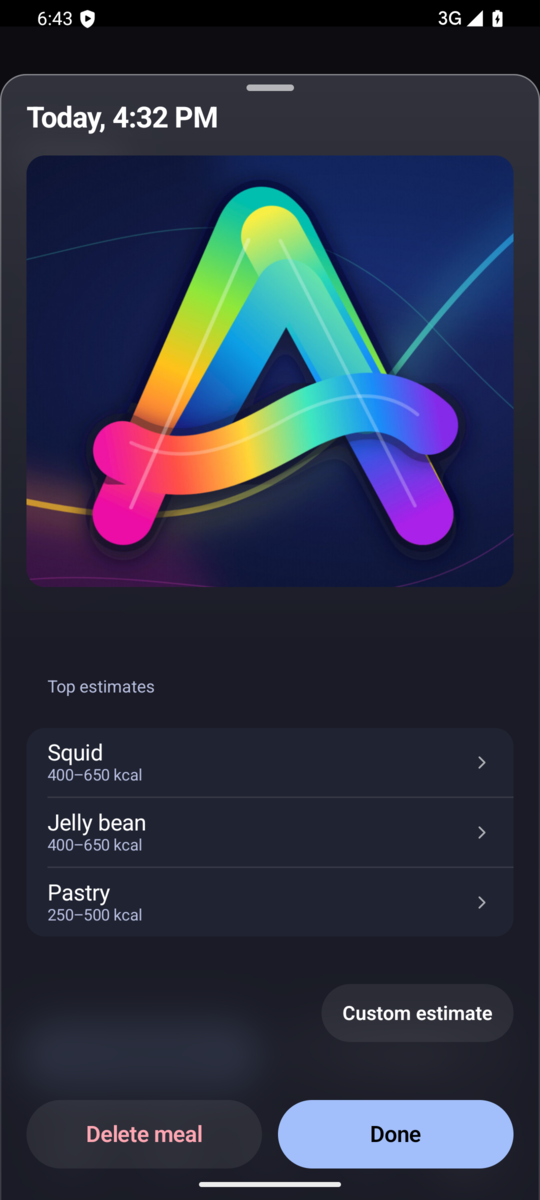 6:43
3G
Today, 4:32 PM
Top estimates
Squid
400–650 kcal
Jelly bean
400–650 kcal
Pastry
250–500 kcal
Custom estimate
Delete meal
Done